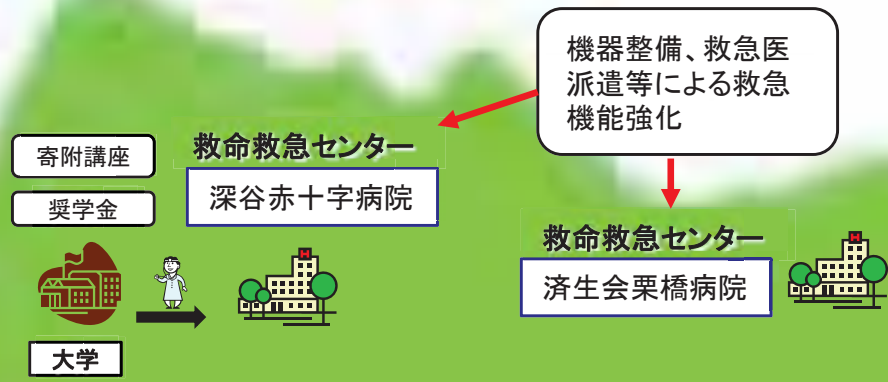 機器整備、救急医
派遣等による救急
機能強化
寄附講座
奨学金
救命救急センター
深谷赤十字病院
救命救急センター
済生会栗橋病院
H
H
大学